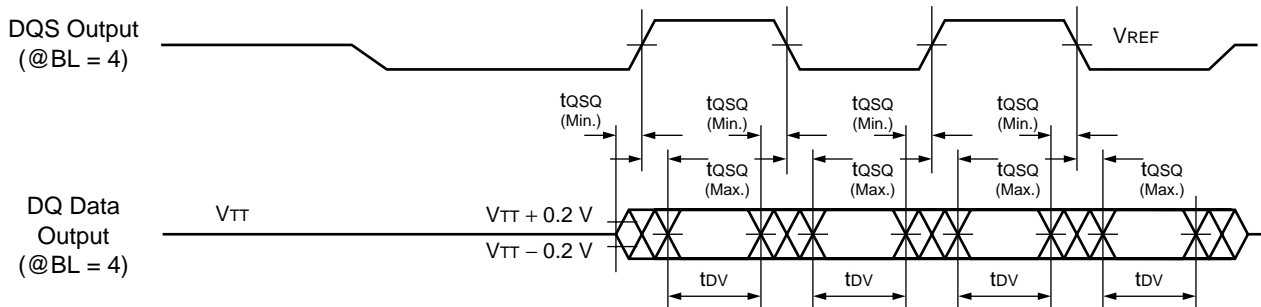 DQS Output
(@BL = 4)
VREF
tQSQ
(Min.)
tQSQ
(Min.)
tQSQ
(Min.)
tQSQ
(Min.)
tQSQ
(Max.)
tQSQ
(Max.)
tQSQ
(Max.)
tQSQ
(Max.)
DQ Data
Output
(@BL = 4)
VTT
VTT + 0.2 V
VTT – 0.2 V
tDV
tDV
tDV
tDV